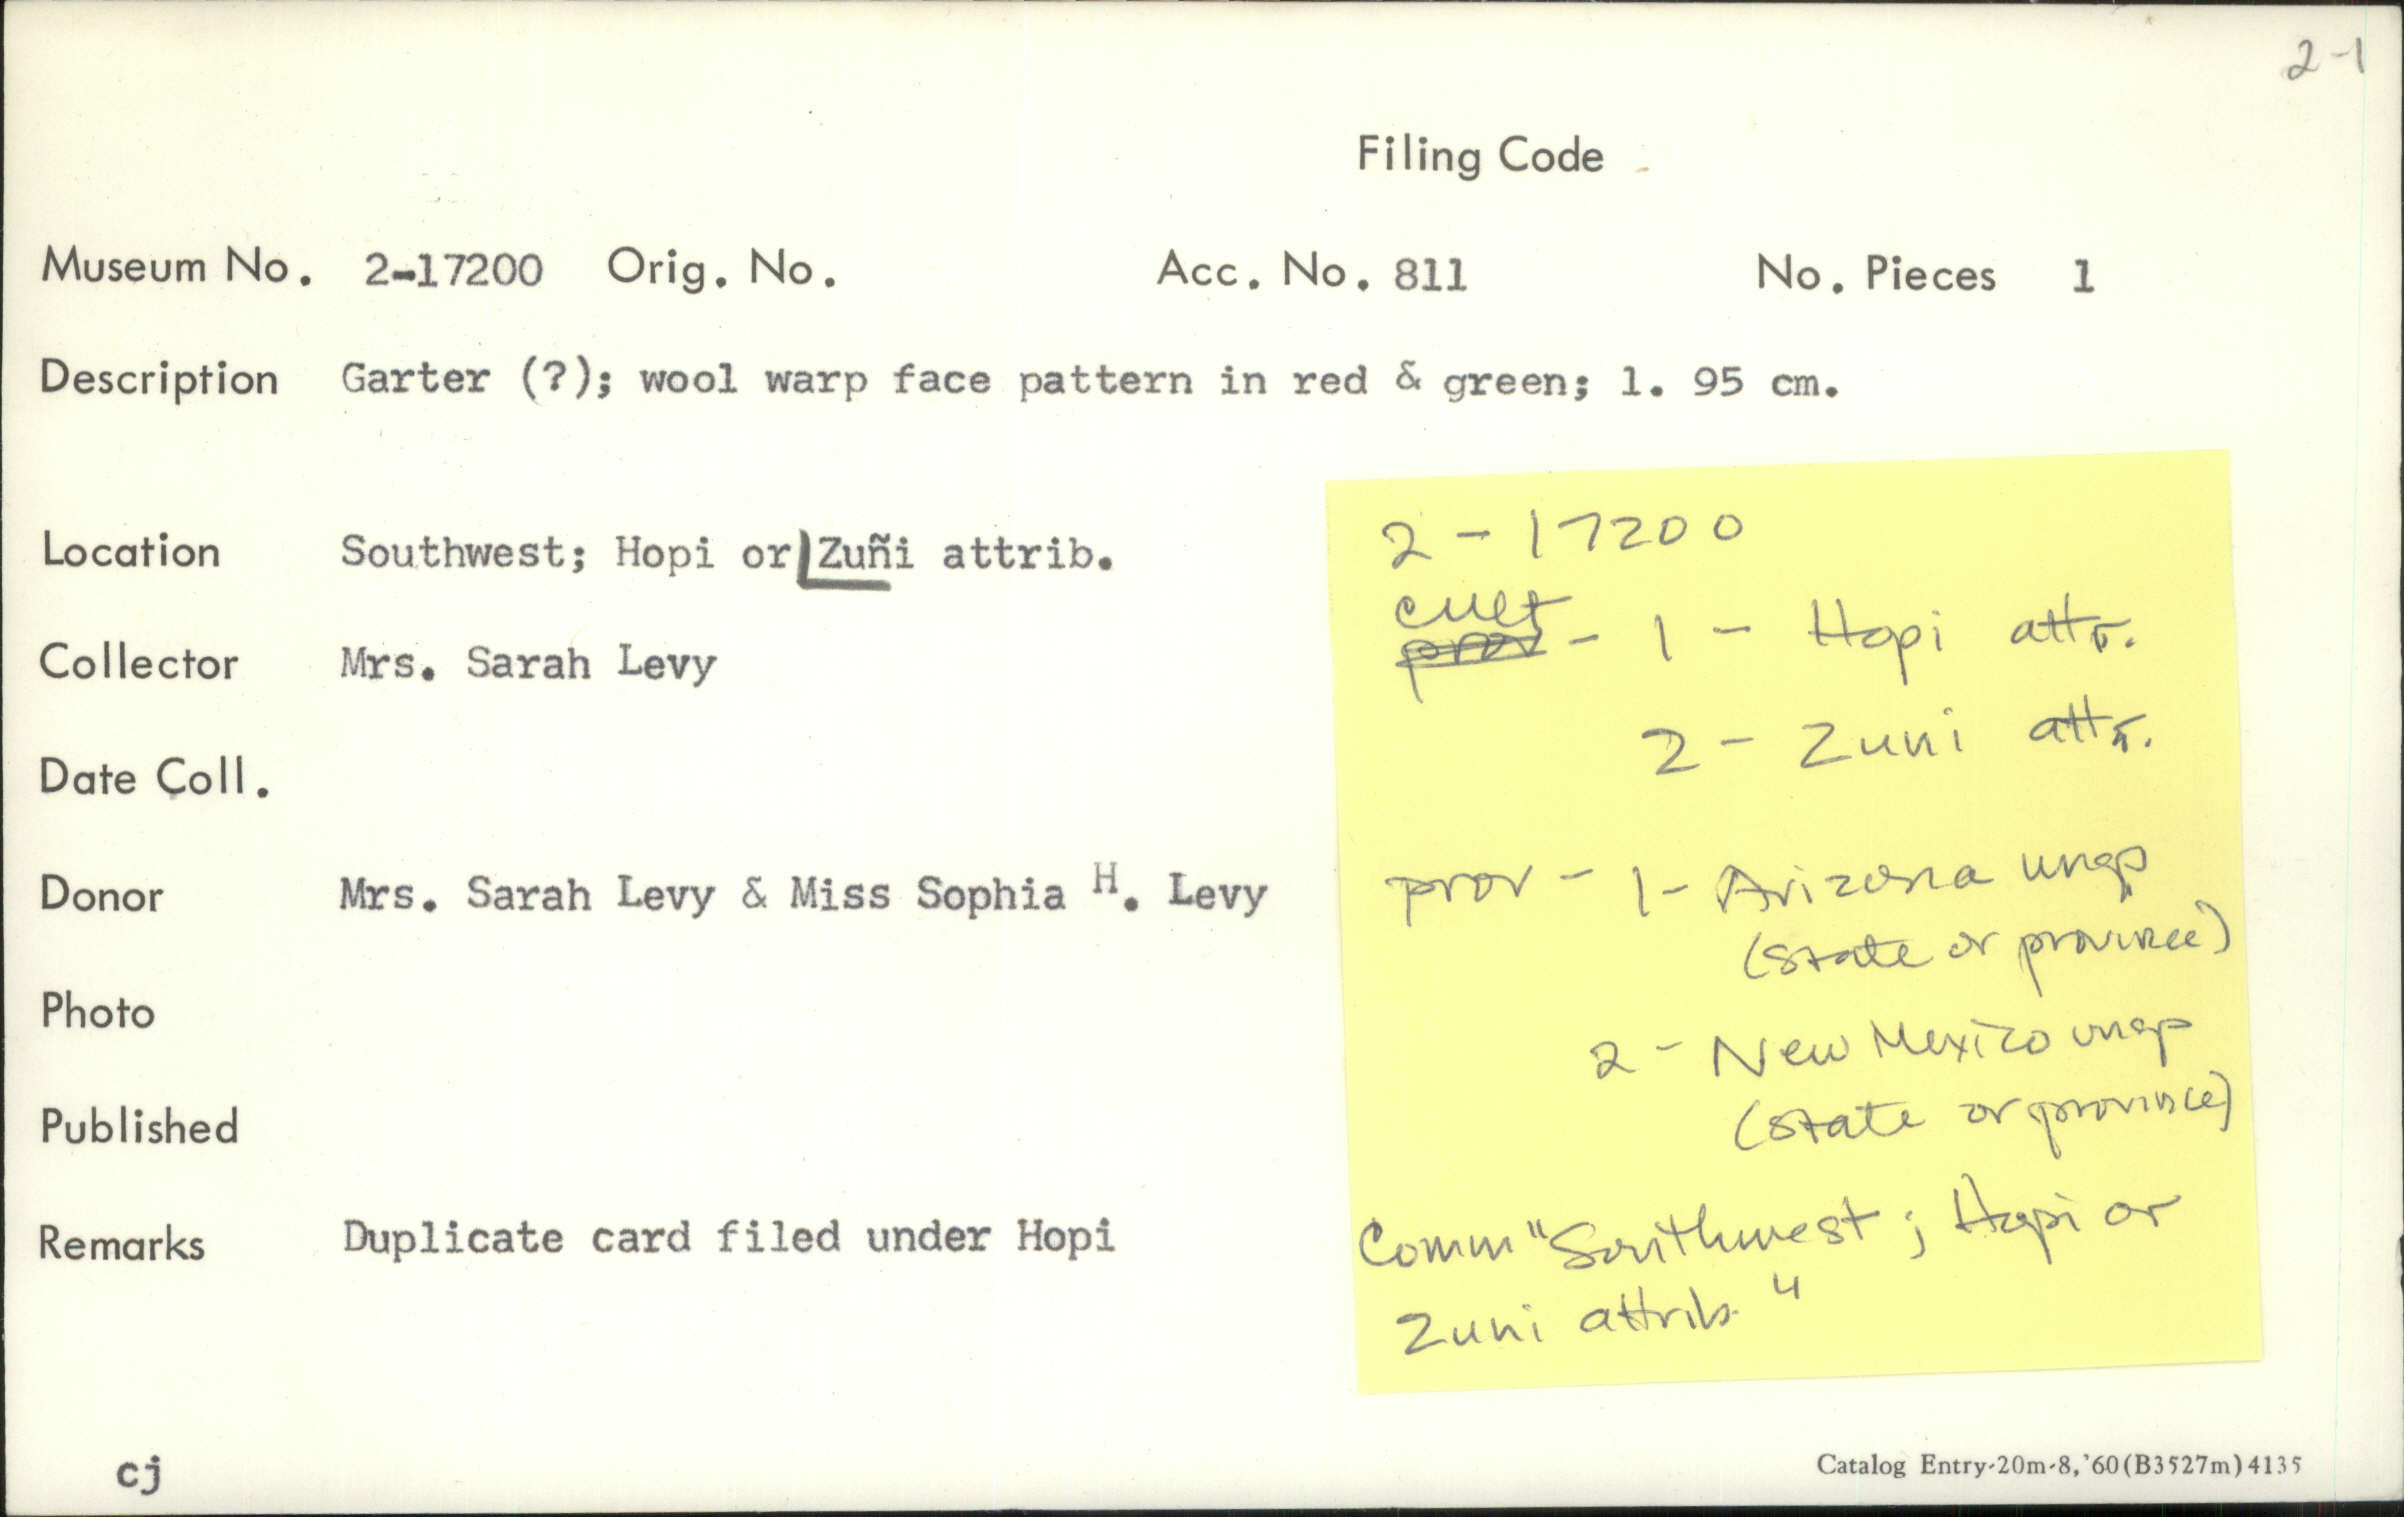 2-1
Filing Code
Museum No. 2-17200 Orig. No. Acc. No. 811 No. Pieces 1
Description Garter (?); wool warp face pattern in red & green; l. 95 cm.
Location Southwest; Hopi or Zuñi attrib.
Collector Mrs. Sarah Levy
Date Coll.
Donor Mrs. Sarah Levy & Miss Sophia H. Levy
Photo
Published
Remarks Duplicate card filed under Hopi
cj
2-17200
cult
prov - 1 - Hopi attr.
2 - Zuni attr.
prov - 1 - Arizona unsp
(state or province)
2 - New Mexico unsp
(state or province)
Comm "Southwest; Hopi or
Zuni attrib."
Catalog Entry-20m-8,'60(B3527m)4135